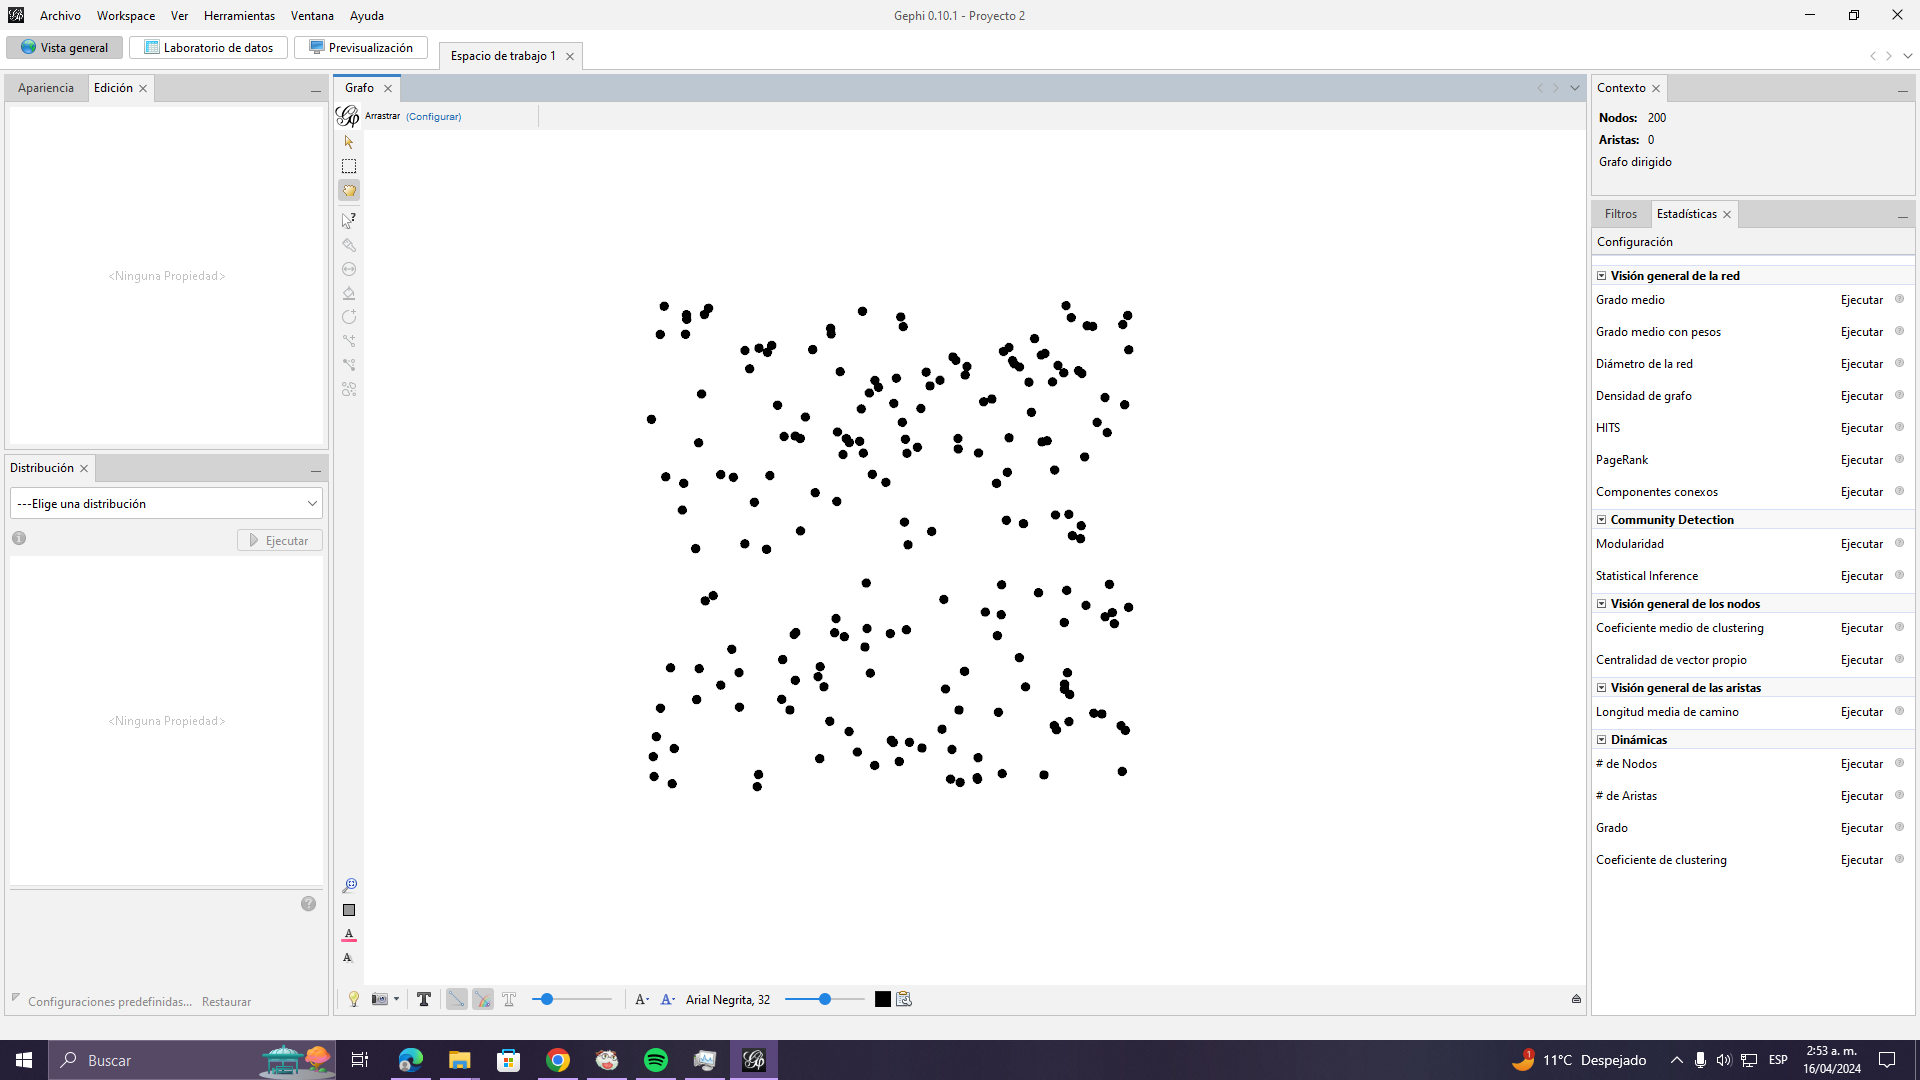 Archivo Workspace Ver Herramientas Ventana Ayuda
Gephi 0.10.1 - Proyecto 2
Vista general Laboratorio de datos Previsualización
Espacio de trabajo 1
Apariencia Edición
<Ninguna Propiedad>
Distribución
---Elige una distribución
Ejecutar
<Ninguna Propiedad>
Configuraciones predefinidas... Restaurar
Grafo
Arrastrar (Configurar)
Arial Negrita, 32
Contexto
Nodos: 200
Aristas: 0
Grafo dirigido
Filtros Estadísticas
Configuración
Visión general de la red
Grado medio Ejecutar
Grado medio con pesos Ejecutar
Diámetro de la red Ejecutar
Densidad de grafo Ejecutar
HITS Ejecutar
PageRank Ejecutar
Componentes conexos Ejecutar
Community Detection
Modularidad Ejecutar
Statistical Inference Ejecutar
Visión general de los nodos
Coeficiente medio de clustering Ejecutar
Centralidad de vector propio Ejecutar
Visión general de las aristas
Longitud media de camino Ejecutar
Dinámicas
# de Nodos Ejecutar
# de Aristas Ejecutar
Grado Ejecutar
Coeficiente de clustering Ejecutar
Buscar
1
11°C Despejado
ESP
2:53 a. m.
16/04/2024